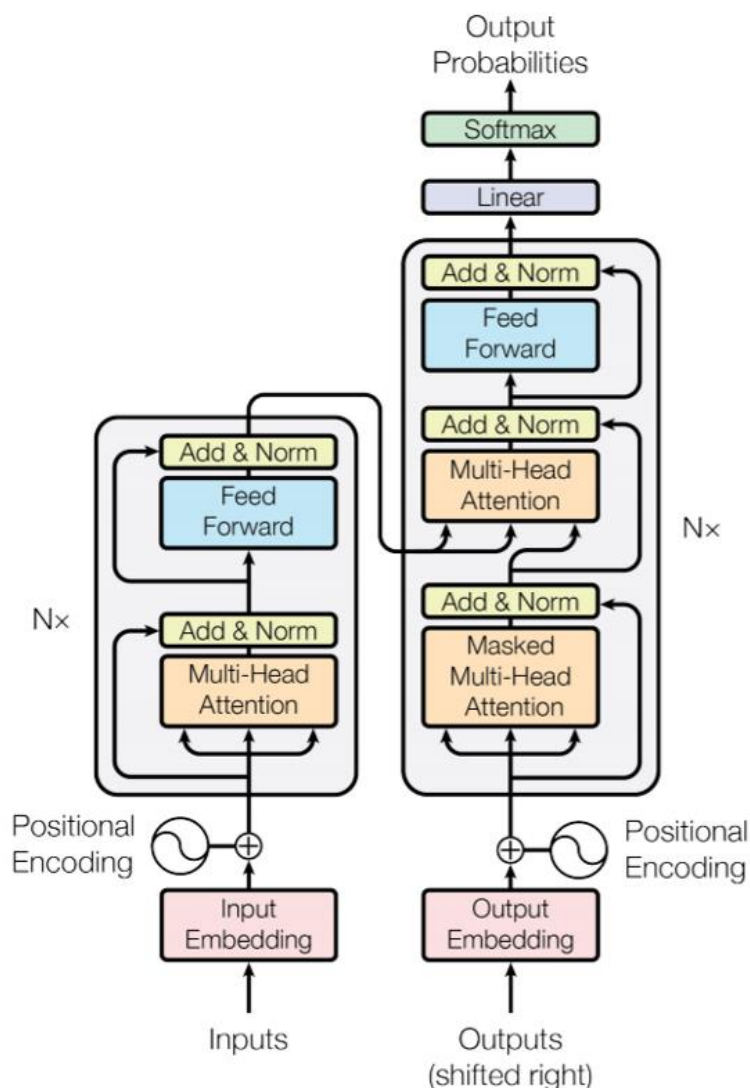 Output
Probabilities
Softmax
Linear
Add & Norm
Feed
Forward
Add & Norm
Multi-Head
Attention
Add & Norm
Masked
Multi-Head
Attention
Nx
Add & Norm
Feed
Forward
Add & Norm
Multi-Head
Attention
Nx
Positional
Encoding
Positional
Encoding
Input
Embedding
Output
Embedding
Inputs
Outputs
(shifted right)